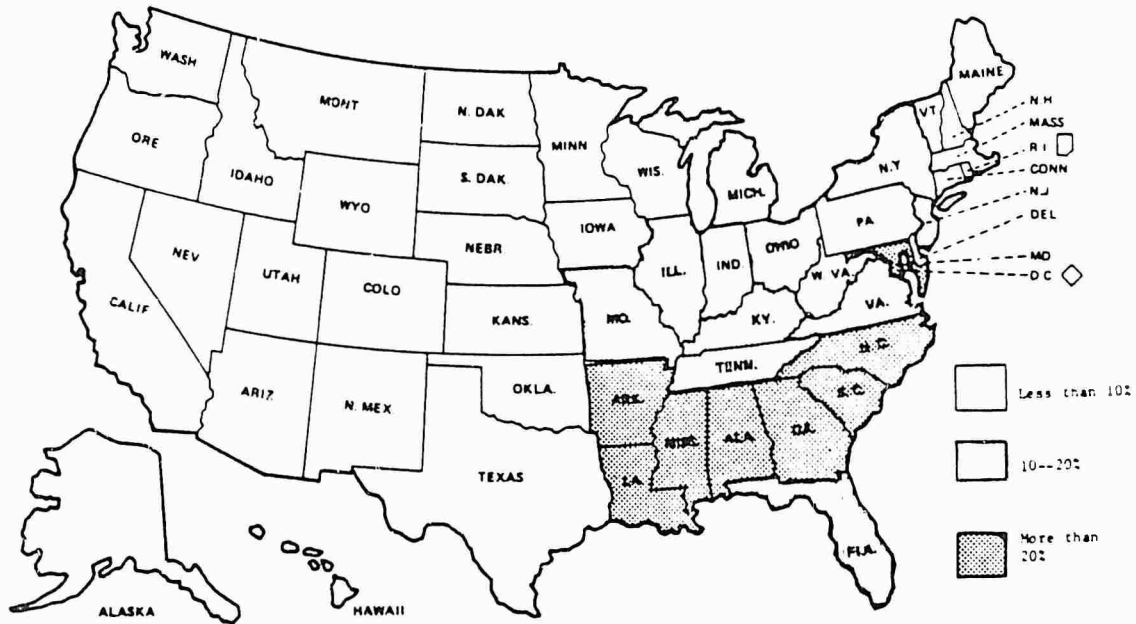 WASH
MONT
N. DAK
MINN
ORE
IDAHO
WYO
S. DAK
WIS.
MICH.
NEV
UTAH
COLO
NEBR
IOWA
ILL.
IND
OHIO
PA
N.Y
VT.
MAINE
N H
MASS
R I
CONN
N J
DEL
MD
D C
W VA.
VA.
CALIF
KANS.
MO.
KY.
TENN.
N.C.
S.C.
ARIZ
N. MEX
OKLA.
ARK.
MISS.
ALA.
GA.
TEXAS
LA.
FLA.
ALASKA
HAWAII
Less than 10%
10--20%
More than
20%